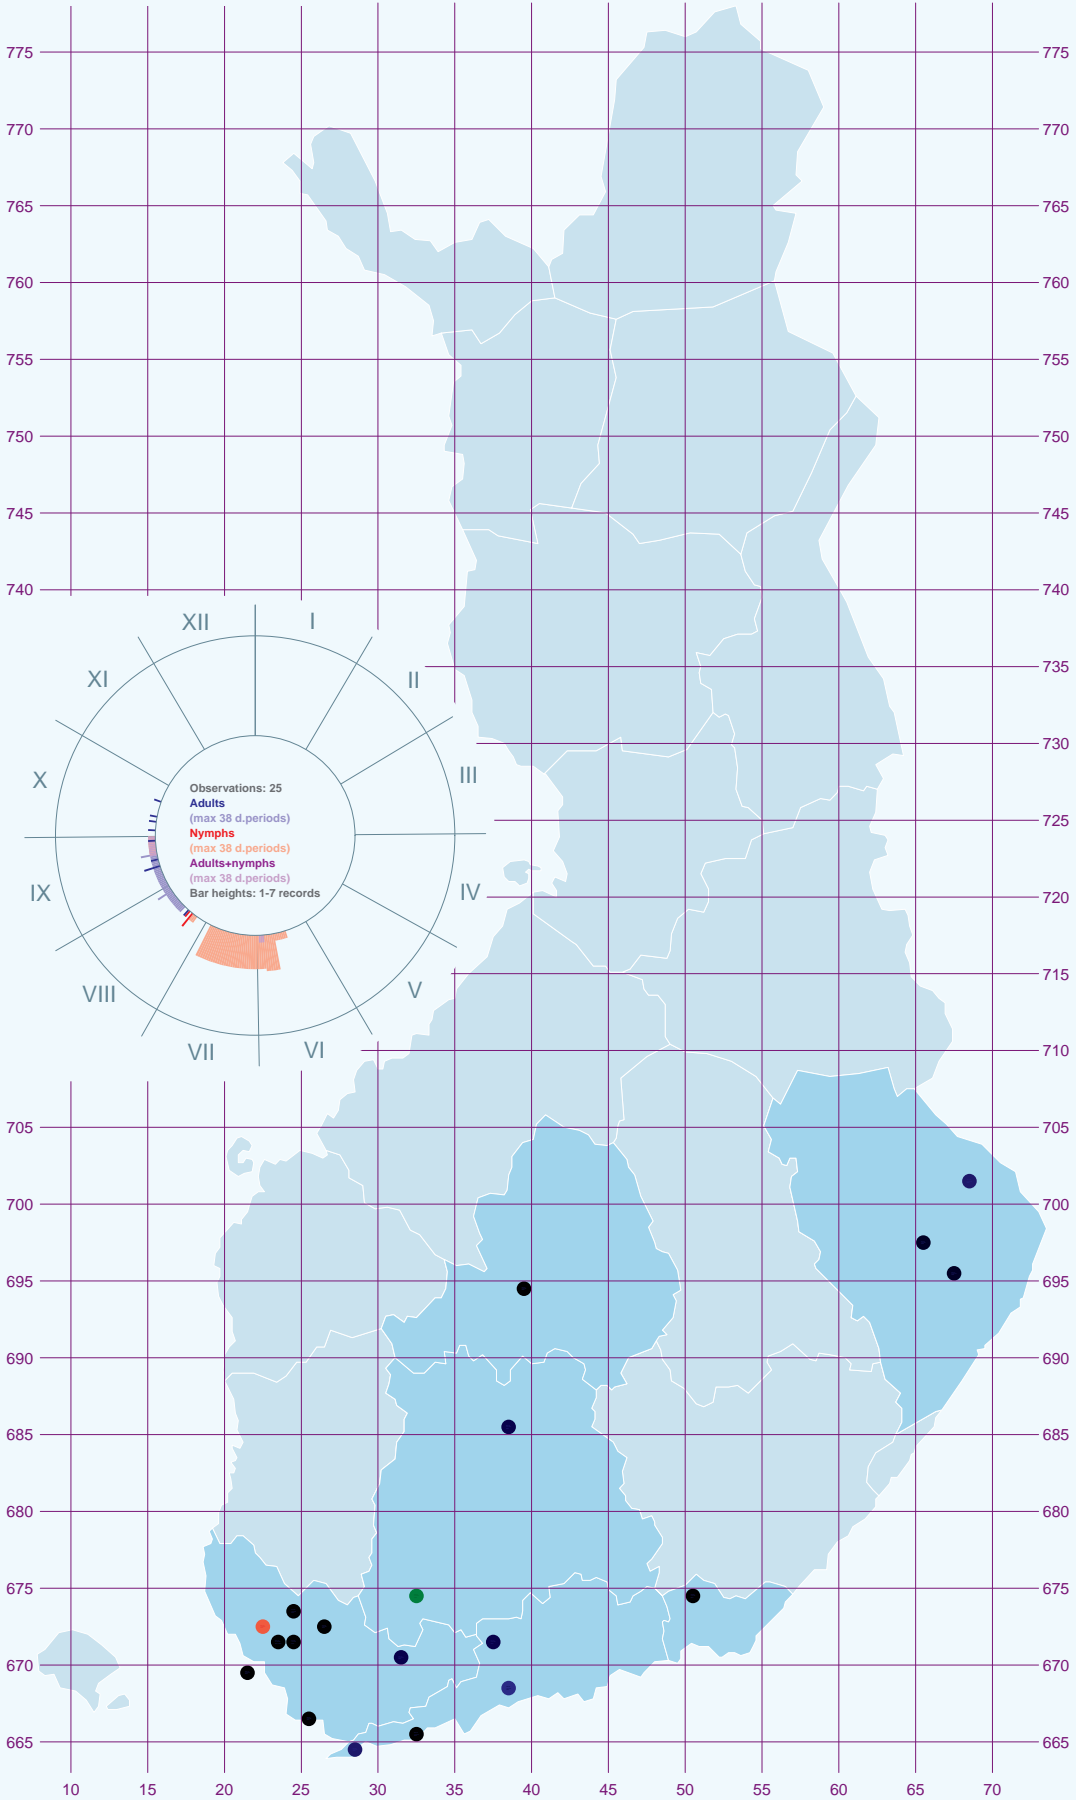 775 775
770 770
765 765
760 760
755 755
750 750
745 745
740 740
XII I
XI II
735
730
X III
725
Observations: 25
Adults
(max 38 d.periods)
Nymphs
(max 38 d.periods)
Adults+nymphs
(max 38 d.periods)
Bar heights: 1-7 records
IX IV
720
VIII V
715
VII VI
710
705 705
700 700
695 695
690 690
685 685
680 680
675 675
670 670
665 665
10 15 20 25 30 35 40 45 50 55 60 65 70